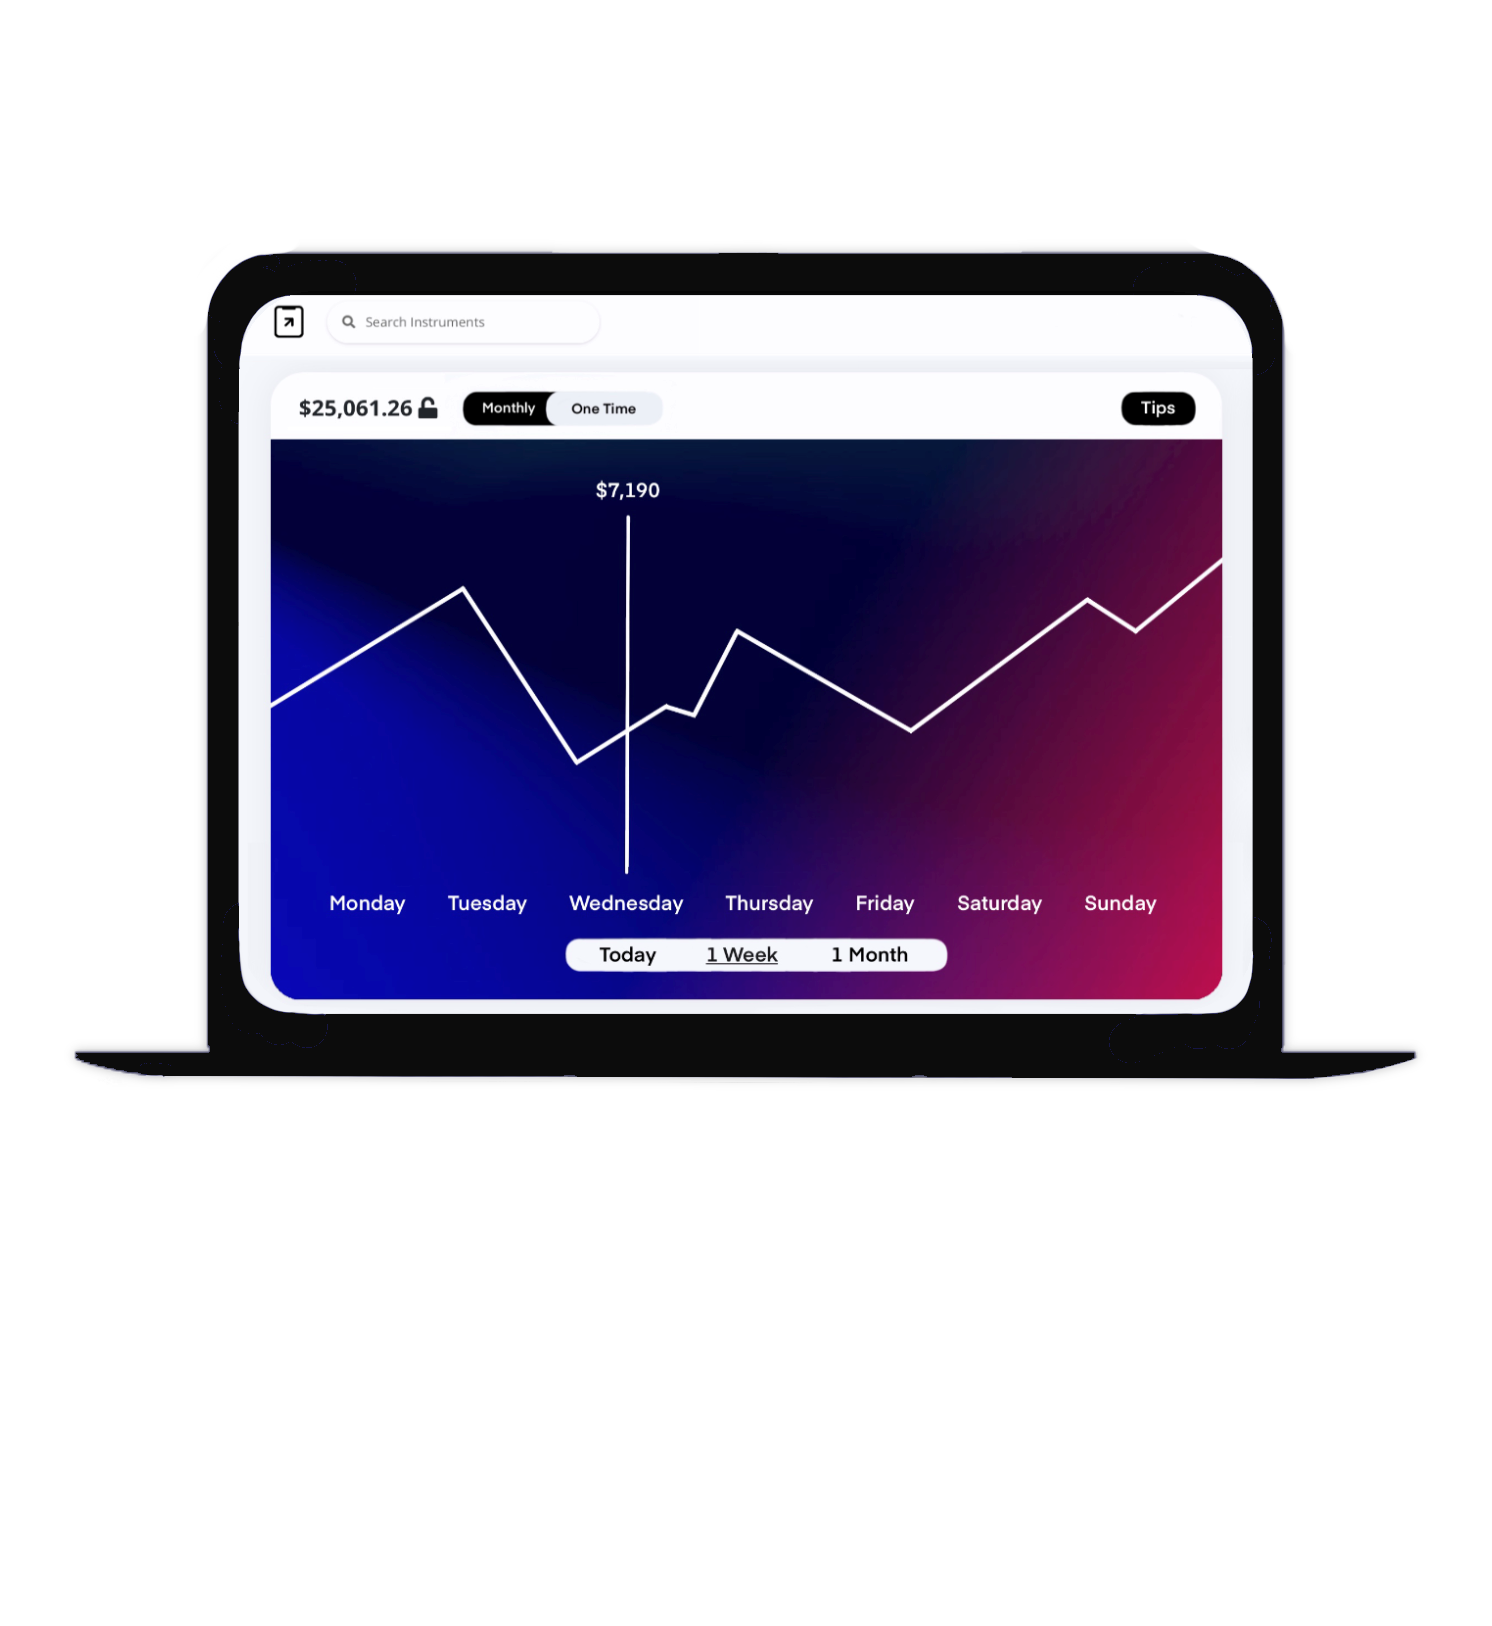 Search Instruments
$25,061.26 Monthly One Time Tips
$7,190
Monday Tuesday Wednesday Thursday Friday Saturday Sunday
Today 1 Week 1 Month